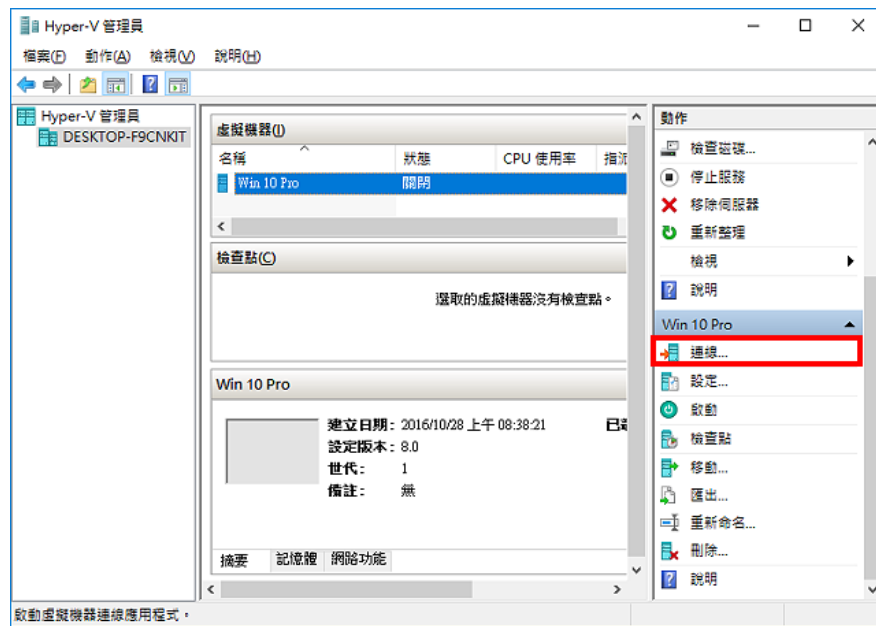 Hyper-V 管理員
檔案(F) 動作(A) 檢視(V) 說明(H)
Hyper-V 管理員
DESKTOP-F9CNKIT
虛擬機器(I)
名稱 狀態 CPU 使用率 指派
Win 10 Pro 關閉
檢查點(C)
選取的虛擬機器沒有檢查點。
Win 10 Pro
建立日期: 2016/10/28 上午 08:38:21
設定版本: 8.0
世代: 1
備註: 無
摘要 記憶體 網路功能
動作
檢查磁碟...
停止服務
移除伺服器
重新整理
檢視
說明
Win 10 Pro
連線...
設定...
啟動
檢查點
移動...
匯出...
重新命名...
刪除...
說明
啟動虛擬機器連線應用程式。